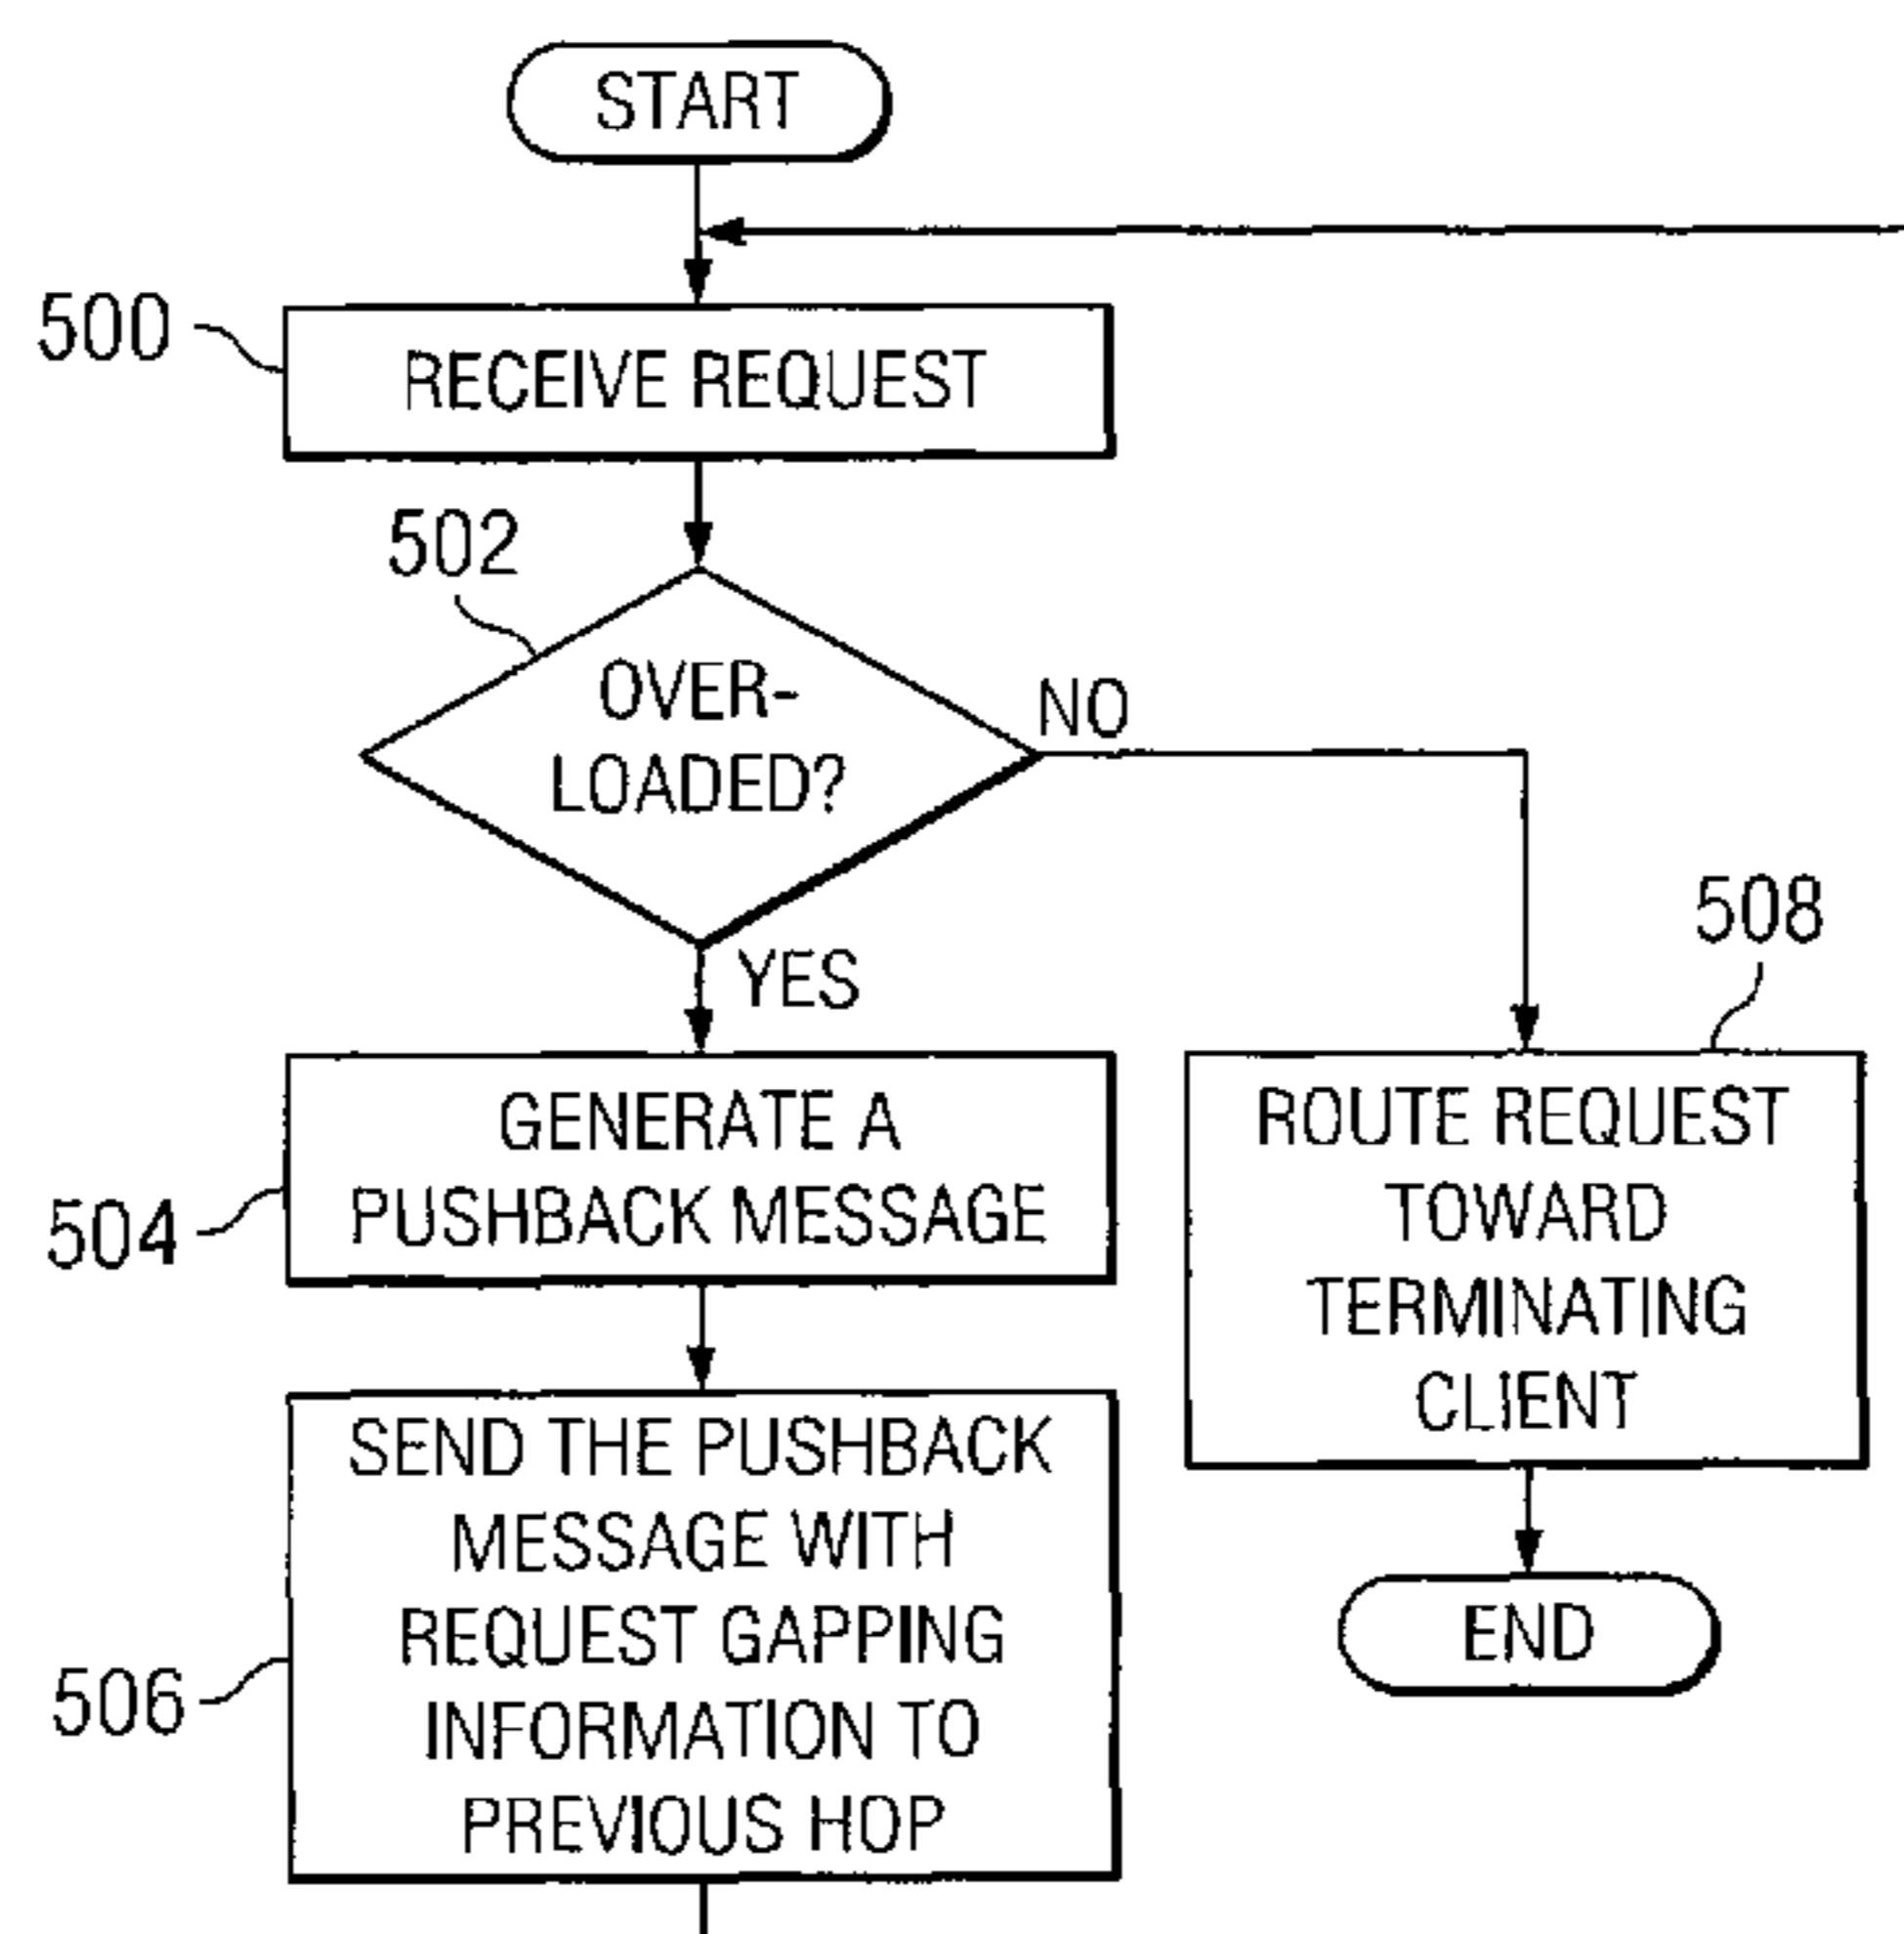 START
500
RECEIVE REQUEST
502
OVER-
LOADED?
NO
YES
508
504
GENERATE A
PUSHBACK MESSAGE
ROUTE REQUEST
TOWARD
TERMINATING
CLIENT
506
SEND THE PUSHBACK
MESSAGE WITH
REQUEST GAPPING
INFORMATION TO
PREVIOUS HOP
END